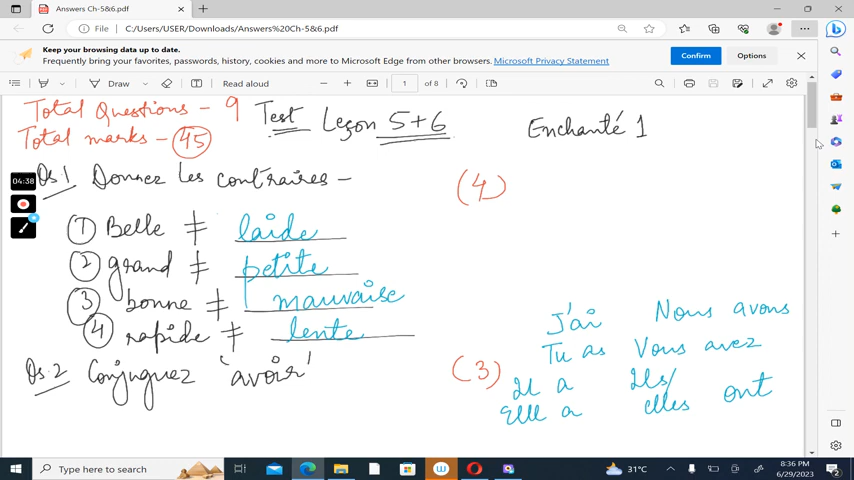 Answers Ch-5&6.pdf
File C:/Users/USER/Downloads/Answers%20Ch-5&6.pdf
Keep your browsing data up to date?
Frequently bring your favorites, passwords, history, cookies and more to Microsoft Edge from other browsers. Microsoft Privacy Statement
Confirm
Options
Draw
Read aloud
1 of 8
Total Questions - 9
Total marks - 45
Test Leçon 5+6
Enchanté 1
04:38
Qs.1 Donnez les contraires -
(4)
1 Belle ≠ laide
2 grand ≠ petite
3 bonne ≠ mauvaise
4 rapide ≠ lente
Qs.2 Conjuguez 'avoir'
(3)
J'ai Nous avons
Tu as Vous avez
Il a Ils/
Elle a elles ont
Type here to search
31°C
8:36 PM
6/29/2023
2